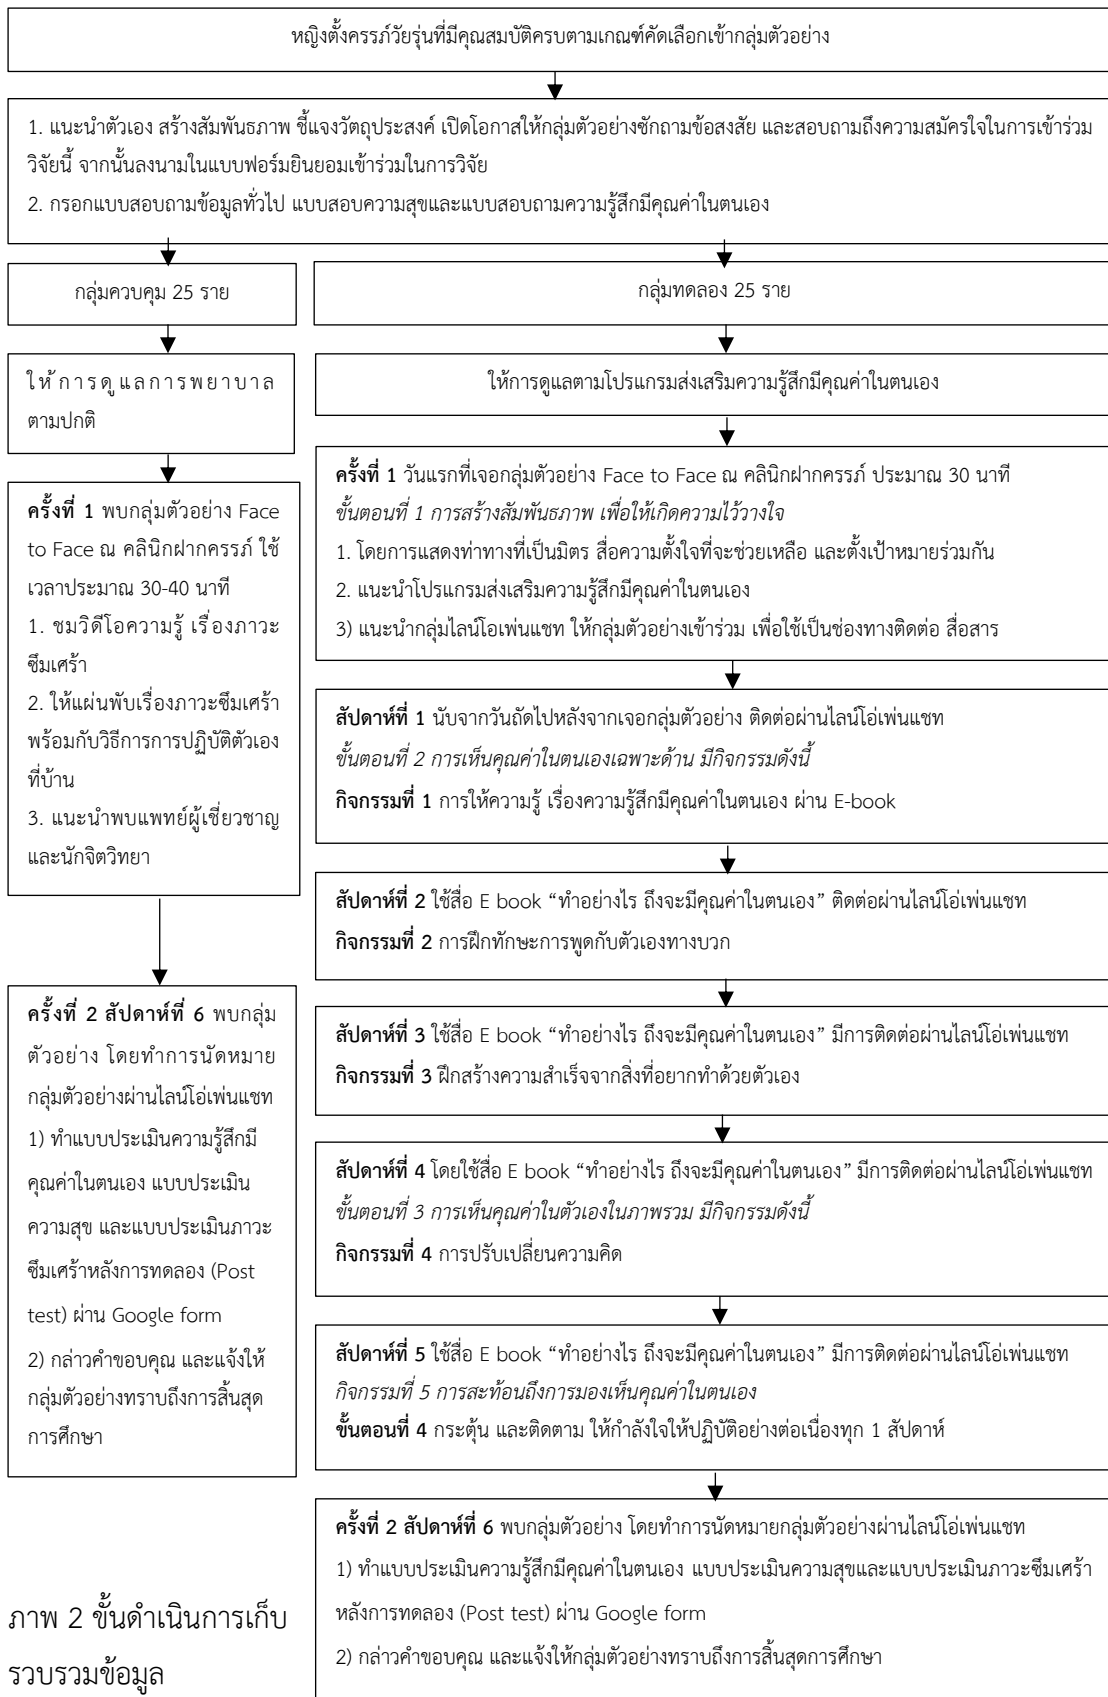 หญิงตั้งครรภ์วัยรุ่นที่มีคุณสมบัติครบตามเกณฑ์คัดเลือกเข้ากลุ่มตัวอย่าง
1. แนะนำตัวเอง สร้างสัมพันธภาพ ชี้แจงวัตถุประสงค์ เปิดโอกาสให้กลุ่มตัวอย่างซักถามข้อสงสัย และสอบถามถึงความสมัครใจในการเข้าร่วม
วิจัยนี้ จากนั้นลงนามในแบบฟอร์มยินยอมเข้าร่วมในการวิจัย
2. กรอกแบบสอบถามข้อมูลทั่วไป แบบสอบความสุขและแบบสอบถามความรู้สึกมีคุณค่าในตนเอง
กลุ่มควบคุม 25 ราย
ให้การดูแลการพยาบาล
ตามปกติ
ครั้งที่ 1 พบกลุ่มตัวอย่าง Face
to Face ณ คลินิกฝากครรภ์ ใช้
เวลาประมาณ 30-40 นาที
1. ชมวิดีโอความรู้ เรื่องภาวะ
ซึมเศร้า
2. ให้แผ่นพับเรื่องภาวะซึมเศร้า
พร้อมกับวิธีการการปฏิบัติตัวเอง
ที่บ้าน
3. แนะนำพบแพทย์ผู้เชี่ยวชาญ
และนักจิตวิทยา
ครั้งที่ 2 สัปดาห์ที่ 6 พบกลุ่ม
ตัวอย่าง โดยทำการนัดหมาย
กลุ่มตัวอย่างผ่านไลน์โอ่เพ่นแชท
1) ทำแบบประเมินความรู้สึกมี
คุณค่าในตนเอง แบบประเมิน
ความสุข และแบบประเมินภาวะ
ซึมเศร้าหลังการทดลอง (Post
test) ผ่าน Google form
2) กล่าวคำขอบคุณ และแจ้งให้
กลุ่มตัวอย่างทราบถึงการสิ้นสุด
การศึกษา
กลุ่มทดลอง 25 ราย
ให้การดูแลตามโปรแกรมส่งเสริมความรู้สึกมีคุณค่าในตนเอง
ครั้งที่ 1 วันแรกที่เจอกลุ่มตัวอย่าง Face to Face ณ คลินิกฝากครรภ์ ประมาณ 30 นาที
ขั้นตอนที่ 1 การสร้างสัมพันธภาพ เพื่อให้เกิดความไว้วางใจ
1. โดยการแสดงท่าทางที่เป็นมิตร สื่อความตั้งใจที่จะช่วยเหลือ และตั้งเป้าหมายร่วมกัน
2. แนะนำโปรแกรมส่งเสริมความรู้สึกมีคุณค่าในตนเอง
3) แนะนำกลุ่มไลน์โอเพ่นแชท ให้กลุ่มตัวอย่างเข้าร่วม เพื่อใช้เป็นช่องทางติดต่อ สื่อสาร
สัปดาห์ที่ 1 นับจากวันถัดไปหลังจากเจอกลุ่มตัวอย่าง ติดต่อผ่านไลน์โอ่เพ่นแชท
ขั้นตอนที่ 2 การเห็นคุณค่าในตนเองเฉพาะด้าน มีกิจกรรมดังนี้
กิจกรรมที่ 1 การให้ความรู้ เรื่องความรู้สึกมีคุณค่าในตนเอง ผ่าน E-book
สัปดาห์ที่ 2 ใช้สื่อ E book “ทำอย่างไร ถึงจะมีคุณค่าในตนเอง” ติดต่อผ่านไลน์โอ่เพ่นแชท
กิจกรรมที่ 2 การฝึกทักษะการพูดกับตัวเองทางบวก
สัปดาห์ที่ 3 ใช้สื่อ E book “ทำอย่างไร ถึงจะมีคุณค่าในตนเอง” มีการติดต่อผ่านไลน์โอ่เพ่นแชท
กิจกรรมที่ 3 ฝึกสร้างความสำเร็จจากสิ่งที่อยากทำด้วยตัวเอง
สัปดาห์ที่ 4 โดยใช้สื่อ E book “ทำอย่างไร ถึงจะมีคุณค่าในตนเอง” มีการติดต่อผ่านไลน์โอ่เพ่นแชท
ขั้นตอนที่ 3 การเห็นคุณค่าในตัวเองในภาพรวม มีกิจกรรมดังนี้
กิจกรรมที่ 4 การปรับเปลี่ยนความคิด
สัปดาห์ที่ 5 ใช้สื่อ E book “ทำอย่างไร ถึงจะมีคุณค่าในตนเอง” มีการติดต่อผ่านไลน์โอ่เพ่นแชท
กิจกรรมที่ 5 การสะท้อนถึงการมองเห็นคุณค่าในตนเอง
ขั้นตอนที่ 4 กระตุ้น และติดตาม ให้กำลังใจให้ปฏิบัติอย่างต่อเนื่องทุก 1 สัปดาห์
ครั้งที่ 2 สัปดาห์ที่ 6 พบกลุ่มตัวอย่าง โดยทำการนัดหมายกลุ่มตัวอย่างผ่านไลน์โอ่เพ่นแชท
1) ทำแบบประเมินความรู้สึกมีคุณค่าในตนเอง แบบประเมินความสุขและแบบประเมินภาวะซึมเศร้า
หลังการทดลอง (Post test) ผ่าน Google form
2) กล่าวคำขอบคุณ และแจ้งให้กลุ่มตัวอย่างทราบถึงการสิ้นสุดการศึกษา
ภาพ 2 ขั้นดำเนินการเก็บ
รวบรวมข้อมูล